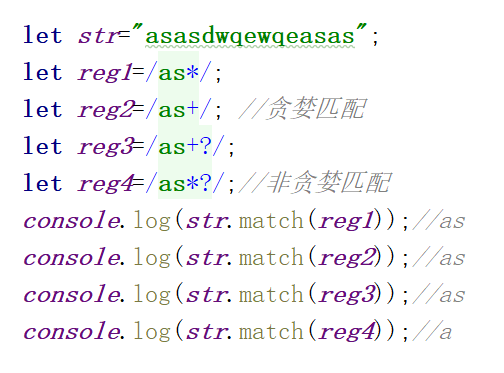 let str="asasdwqewqeasas";
let reg1=/as*/;
let reg2=/as+/; //贪婪匹配
let reg3=/as+?/;
let reg4=/as*?/;//非贪婪匹配
console.log(str.match(reg1));//as
console.log(str.match(reg2));//as
console.log(str.match(reg3));//as
console.log(str.match(reg4));//a